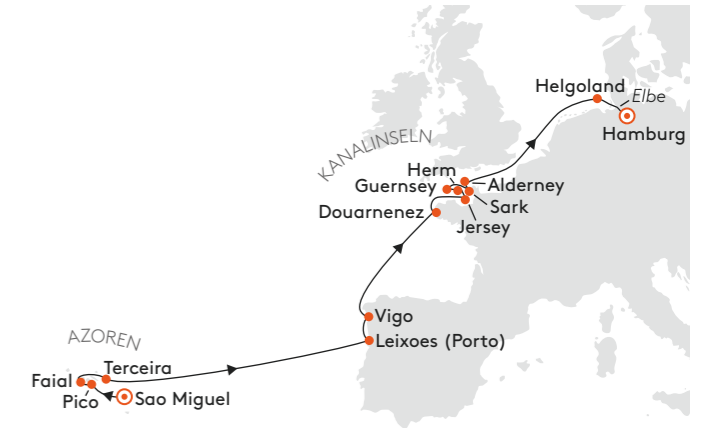 Helgoland
Elbe
Hamburg
KANALINSELN
Herm
Guernsey
Alderney
Sark
Douarnenez
Jersey
Vigo
Leixoes (Porto)
AZOREN
Terceira
Faial
Pico
Sao Miguel